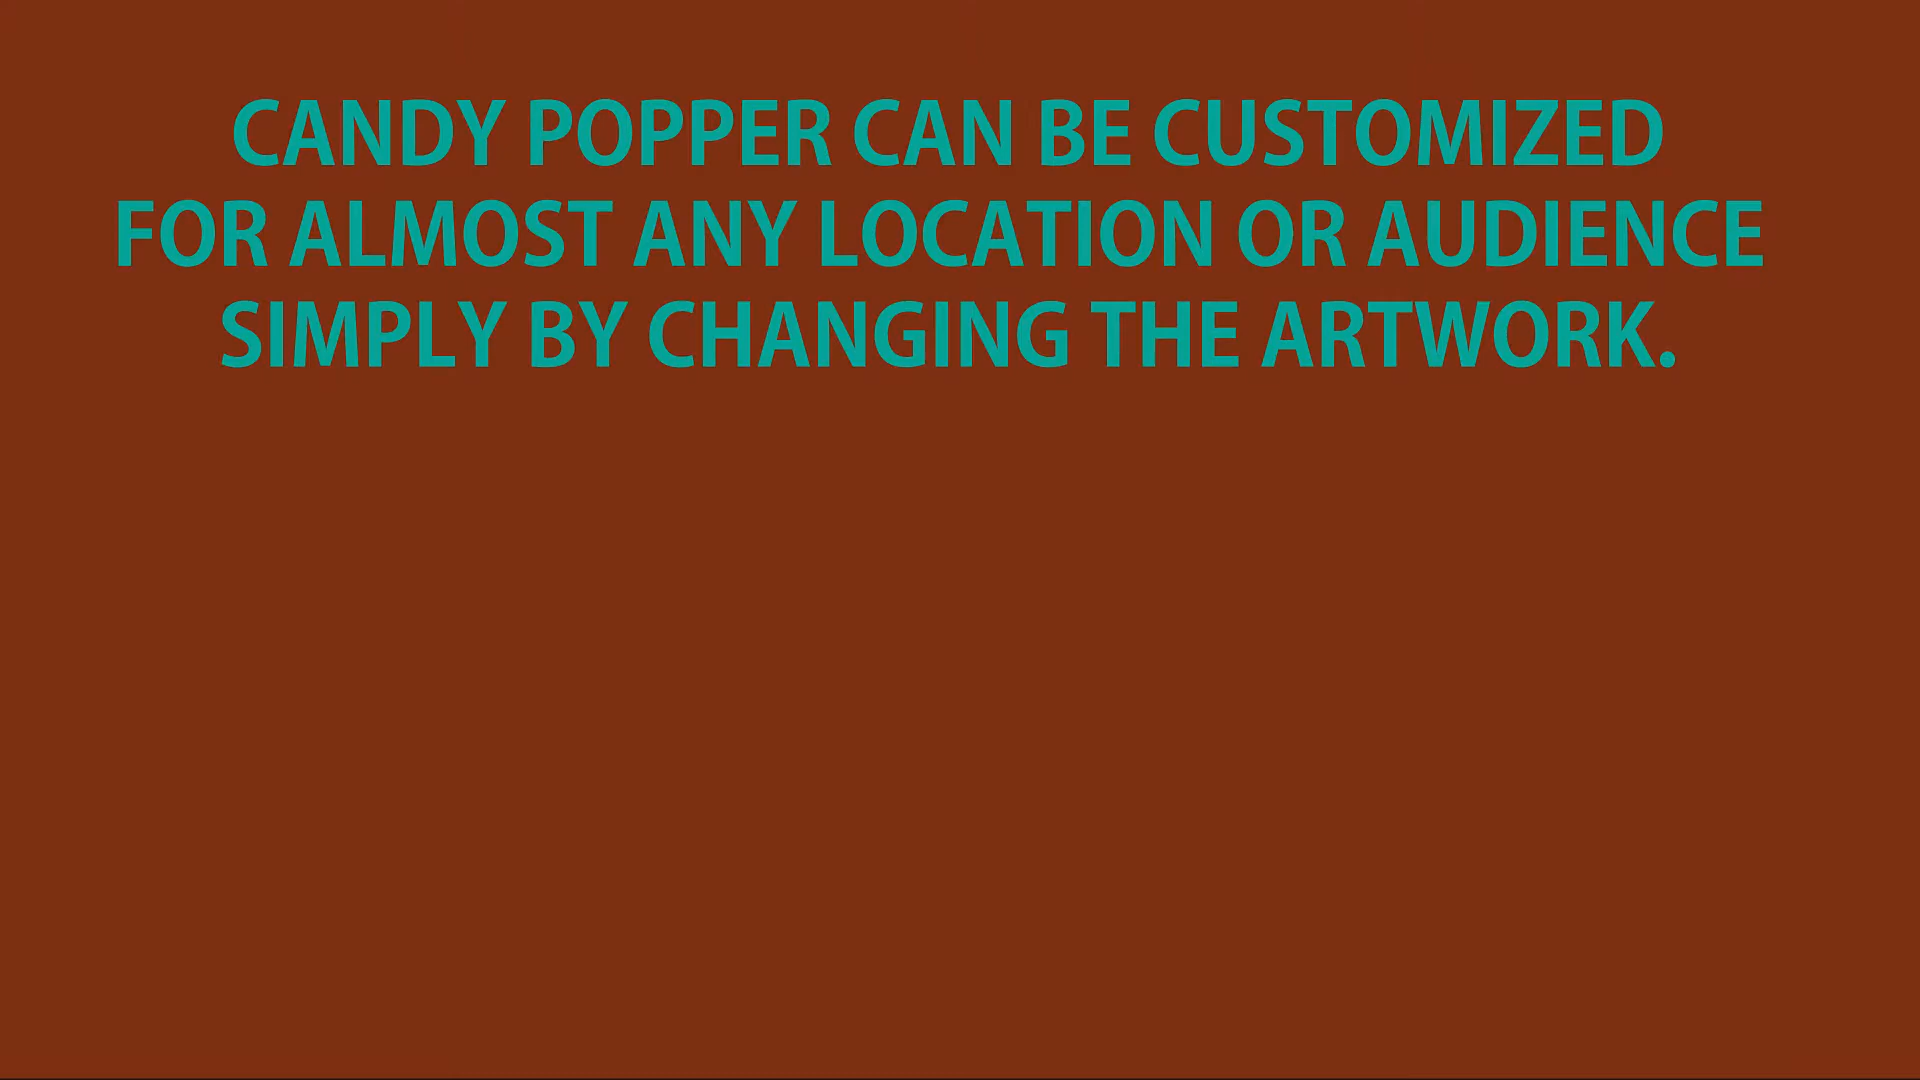 CANDY POPPER CAN BE CUSTOMIZED
FOR ALMOST ANY LOCATION OR AUDIENCE
SIMPLY BY CHANGING THE ARTWORK.